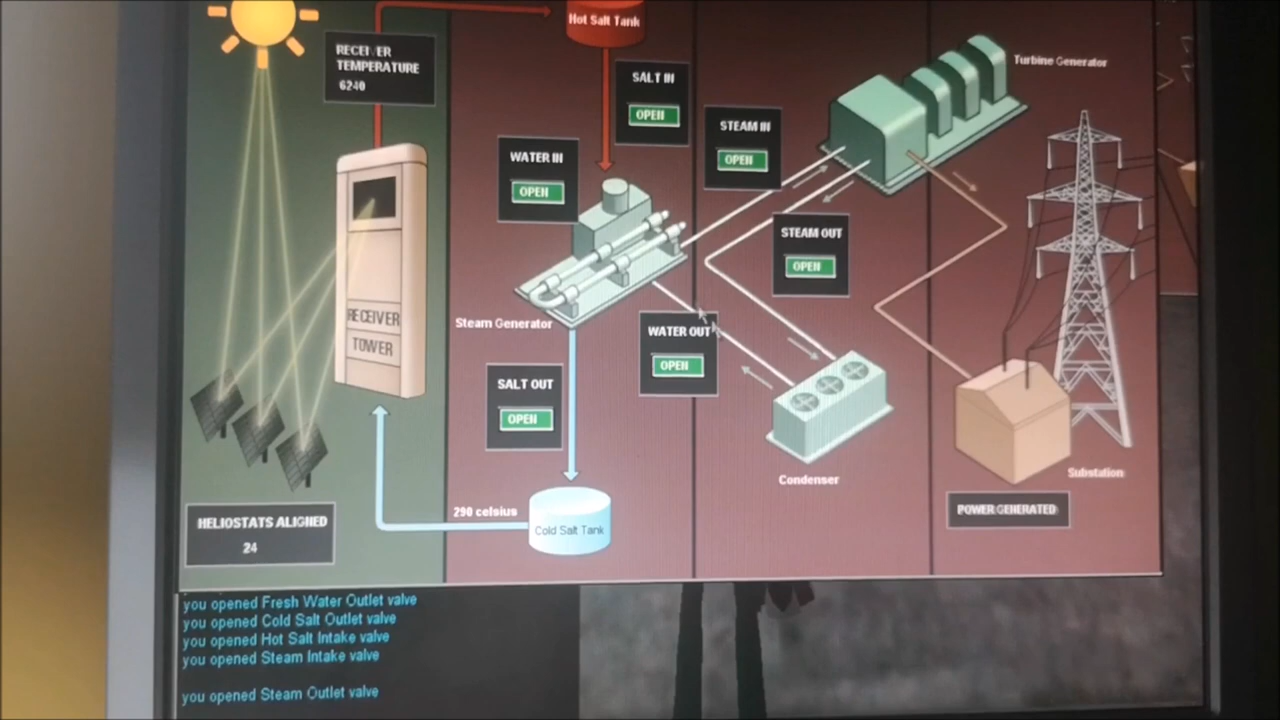 Hot Salt Tank
RECEIVER
TEMPERATURE
6240
SALT IN
OPEN
Turbine Generator
STEAM IN
OPEN
WATER IN
OPEN
STEAM OUT
OPEN
RECEIVER
TOWER
Steam Generator
WATER OUT
OPEN
SALT OUT
OPEN
Condenser
Substation
290 celsius
Cold Salt Tank
POWER GENERATED
HELIOSTATS ALIGNED
24
you opened Fresh Water Outlet valve
you opened Cold Salt Outlet valve
you opened Hot Salt Intake valve
you opened Steam Intake valve
you opened Steam Outlet valve